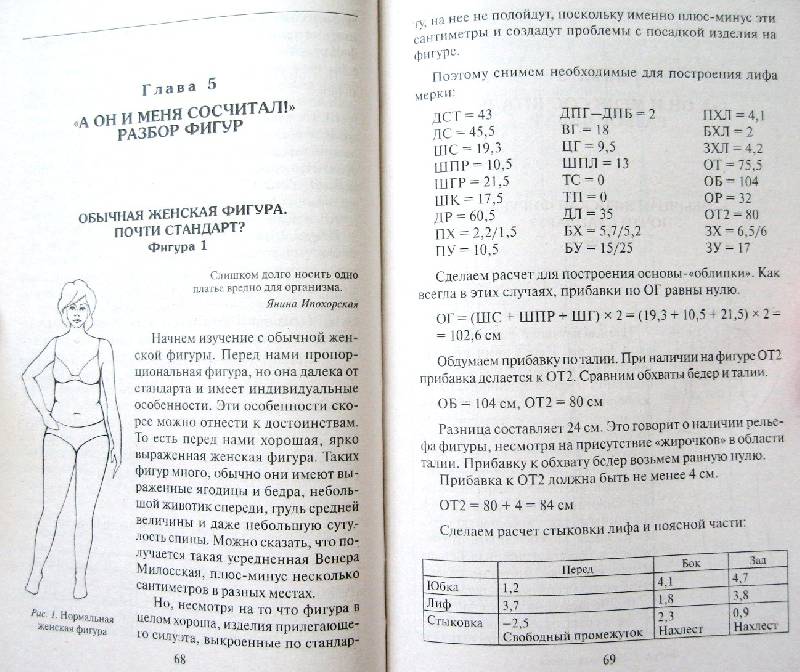 Глава 5
«А ОН И МЕНЯ СОСЧИТАЛ!»
РАЗБОР ФИГУР
ОБЫЧНАЯ ЖЕНСКАЯ ФИГУРА.
ПОЧТИ СТАНДАРТ?
Фигура 1
Слишком долго носить одно
платье вредно для организма.
Янина Ипохорская
Начнем изучение с обычной жен-
ской фигуры. Перед нами пропор-
циональная фигура, но она далека от
стандарта и имеет индивидуальные
особенности. Эти особенности ско-
рее можно отнести к достоинствам.
То есть перед нами хорошая, ярко
выраженная женская фигура. Таких
фигур много, обычно они имеют вы-
раженные ягодицы и бедра, неболь-
шой животик спереди, грудь средней
величины и даже небольшую суту-
лость спины. Можно сказать, что по-
лучается такая усредненная Венера
Милосская, плюс-минус несколько
сантиметров в разных местах.
Но, несмотря на то что фигура в
целом хороша, изделия прилегающе-
го силуэта, выкроенные по стандар-
Рис. 1. Нормальная
женская фигура
68
ту, на нее не подойдут, поскольку именно плюс-минус эти
сантиметры и создадут проблемы с посадкой изделия на
фигуре.
Поэтому снимем необходимые для построения лифа
мерки:
ДСТ = 43 ДПГ—ДПБ = 2 ПХЛ = 4,1
ЛС = 45,5 ВГ = 18 БХЛ = 2
ШС = 19,3 ЦГ = 9,5 ЗХЛ = 4,2
ШПР = 10,5 ШПЛ = 13 ОТ = 75,5
ШГР = 21,5 ТС = 0 ОБ = 104
ШК = 17,5 ТП = 0 ОР = 32
ДР = 60,5 ДЛ = 35 ОТ2 = 80
ПХ = 2,2/1,5 БХ = 5,7/5,2 ЗХ = 6,5/6
ПУ = 10,5 БУ = 15/25 ЗУ = 17
Сделаем расчет для построения основы-«облипки». Как
всегда в этих случаях, прибавки по ОГ равны нулю.
ОГ = (ШС + ШПР + ШГ) × 2 = (19,3 + 10,5 + 21,5) × 2 =
= 102,6 см
Обдумаем прибавку по талии. При наличии на фигуре ОТ2
прибавка делается к ОТ2. Сравним обхваты бедер и талии.
ОБ = 104 см, ОТ2 = 80 см
Разница составляет 24 см. Это говорит о наличии релье-
фа фигуры, несмотря на присутствие «жирочков» в области
талии. Прибавку к обхвату бедер возьмем равную нулю.
Прибавка к ОТ2 должна быть не менее 4 см.
ОТ2 = 80 + 4 = 84 см
Сделаем расчет стыковки лифа и поясной части:
Перед Бок Зад
Юбка 1,2 4,1 4,7
Лиф 3,7 1,8 3,8
Стыковка –2,5 2,3 0,9
Свободный промежуток Нахлест Нахлест
69